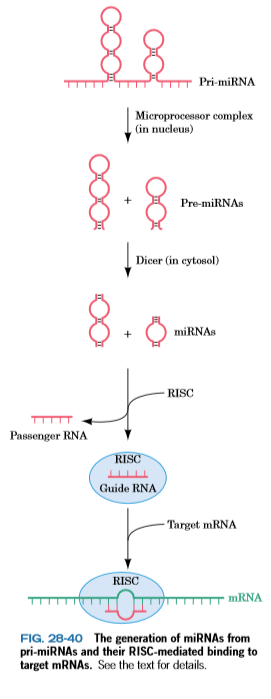 Pri-miRNA
Microprocessor complex
(in nucleus)
+
Pre-miRNAs
Dicer (in cytosol)
+
miRNAs
RISC
Passenger RNA
RISC
Guide RNA
Target mRNA
RISC
mRNA
FIG. 28-40 The generation of miRNAs from
pri-miRNAs and their RISC-mediated binding to
target mRNAs. See the text for details.